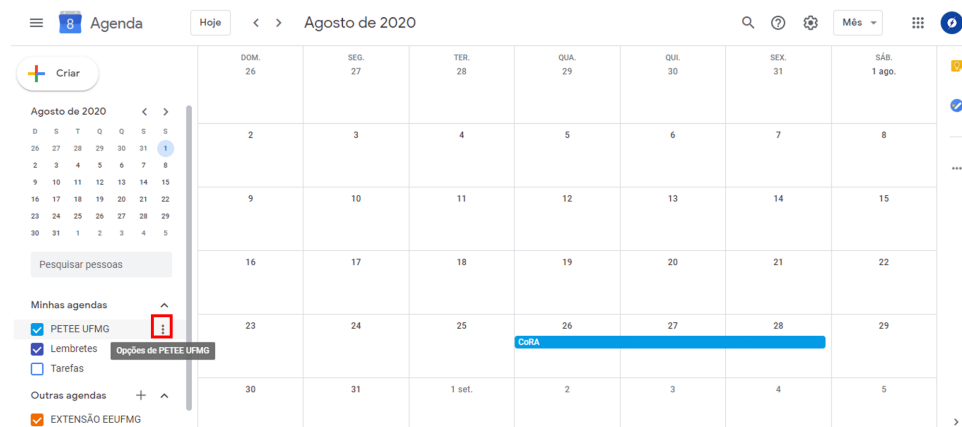 8 Agenda Hoje Agosto de 2020 Mês
Criar
Agosto de 2020
D S T Q Q S S
26 27 28 29 30 31 1
2 3 4 5 6 7 8
9 10 11 12 13 14 15
16 17 18 19 20 21 22
23 24 25 26 27 28 29
30 31 1 2 3 4 5
Pesquisar pessoas
Minhas agendas
PETEE UFMG
Lembretes
Opções de PETEE UFMG
Tarefas
Outras agendas
EXTENSÃO EEUFMG
DOM. SEG. TER. QUA. QUI. SEX. SÁB.
26 27 28 29 30 31 1 ago.
2 3 4 5 6 7 8
9 10 11 12 13 14 15
16 17 18 19 20 21 22
23 24 25 26 27 28 29
CoRA
30 31 1 set. 2 3 4 5